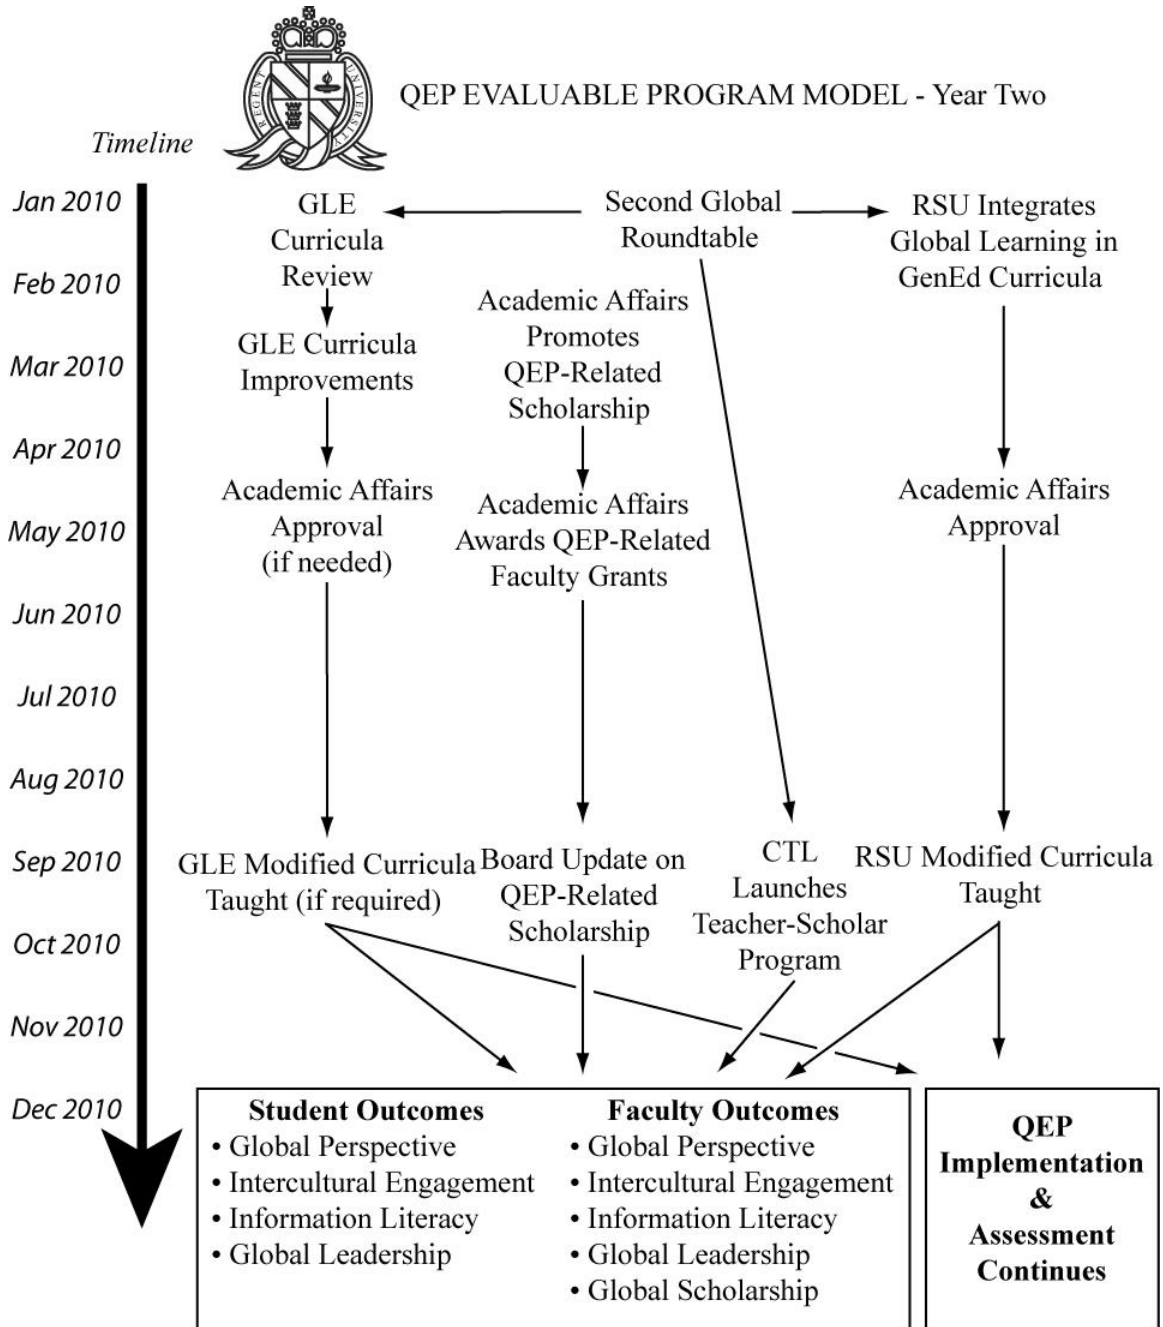 REGENT UNIVERSITY
QEP EVALUABLE PROGRAM MODEL - Year Two
Timeline
Jan 2010
Feb 2010
Mar 2010
Apr 2010
May 2010
Jun 2010
Jul 2010
Aug 2010
Sep 2010
Oct 2010
Nov 2010
Dec 2010
GLE
Curricula
Review
GLE Curricula
Improvements
Academic Affairs
Approval
(if needed)
GLE Modified Curricula
Taught (if required)
Second Global
Roundtable
Academic Affairs
Promotes
QEP-Related
Scholarship
Academic Affairs
Awards QEP-Related
Faculty Grants
Board Update on
QEP-Related
Scholarship
CTL
Launches
Teacher-Scholar
Program
RSU Integrates
Global Learning in
GenEd Curricula
Academic Affairs
Approval
RSU Modified Curricula
Taught
Student Outcomes
• Global Perspective
• Intercultural Engagement
• Information Literacy
• Global Leadership
Faculty Outcomes
• Global Perspective
• Intercultural Engagement
• Information Literacy
• Global Leadership
• Global Scholarship
QEP
Implementation
&
Assessment
Continues